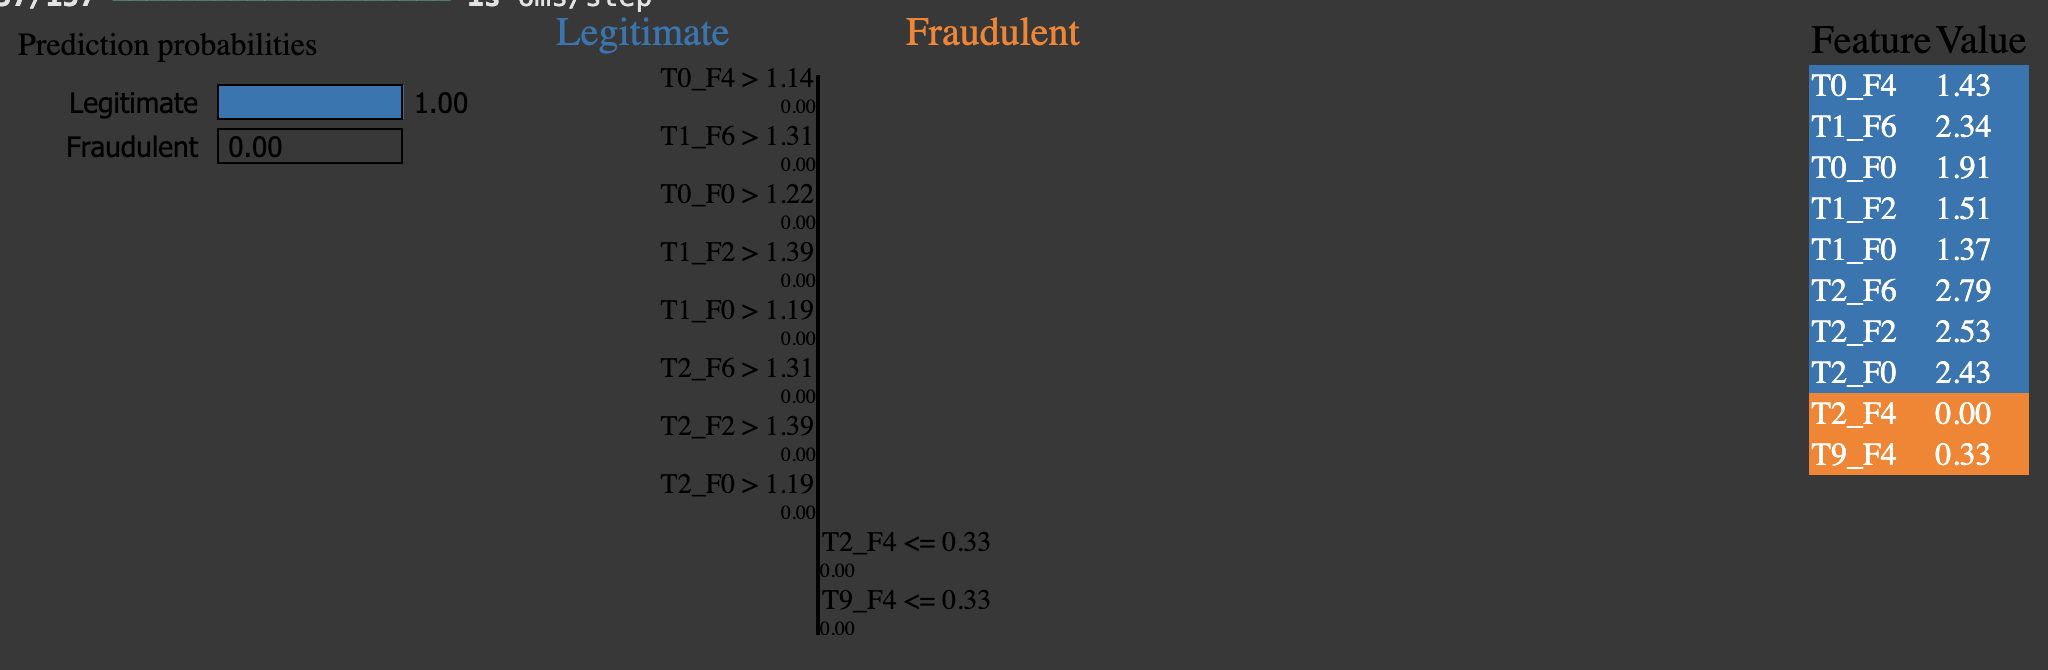 1s 6ms/step
Prediction probabilities
Legitimate 1.00
Fraudulent 0.00
Legitimate Fraudulent
T0_F4 > 1.14
0.00
T1_F6 > 1.31
0.00
T0_F0 > 1.22
0.00
T1_F2 > 1.39
0.00
T1_F0 > 1.19
0.00
T2_F6 > 1.31
0.00
T2_F2 > 1.39
0.00
T2_F0 > 1.19
0.00
T2_F4 <= 0.33
0.00
T9_F4 <= 0.33
0.00
Feature Value
T0_F4 1.43
T1_F6 2.34
T0_F0 1.91
T1_F2 1.51
T1_F0 1.37
T2_F6 2.79
T2_F2 2.53
T2_F0 2.43
T2_F4 0.00
T9_F4 0.33